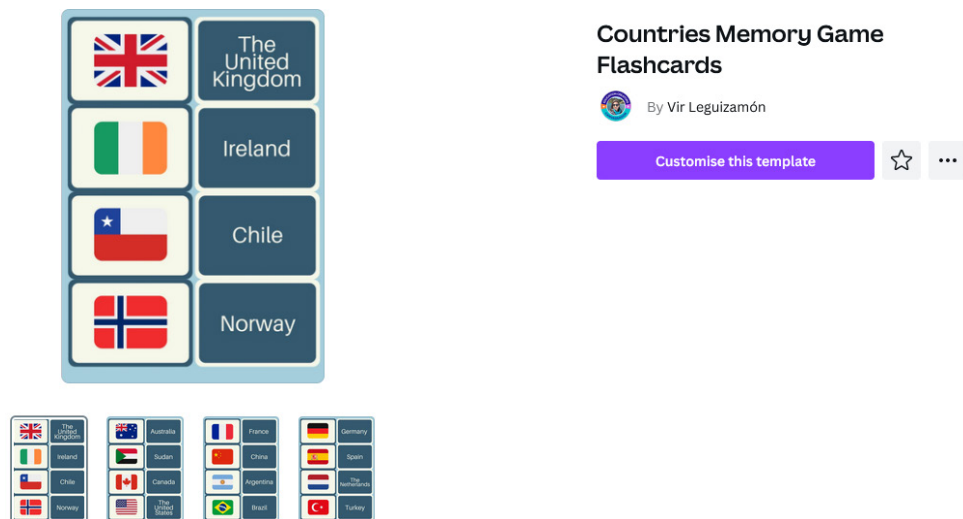 The
United
Kingdom
Ireland
Chile
Norway
Countries Memory Game
Flashcards
By Vir Leguizamón
Customise this template
The
United
Kingdom
Ireland
Chile
Norway
Australia
Sudan
Canada
The
United
States
France
China
Argentina
Brazil
Germany
Spain
The
Netherlands
Turkey